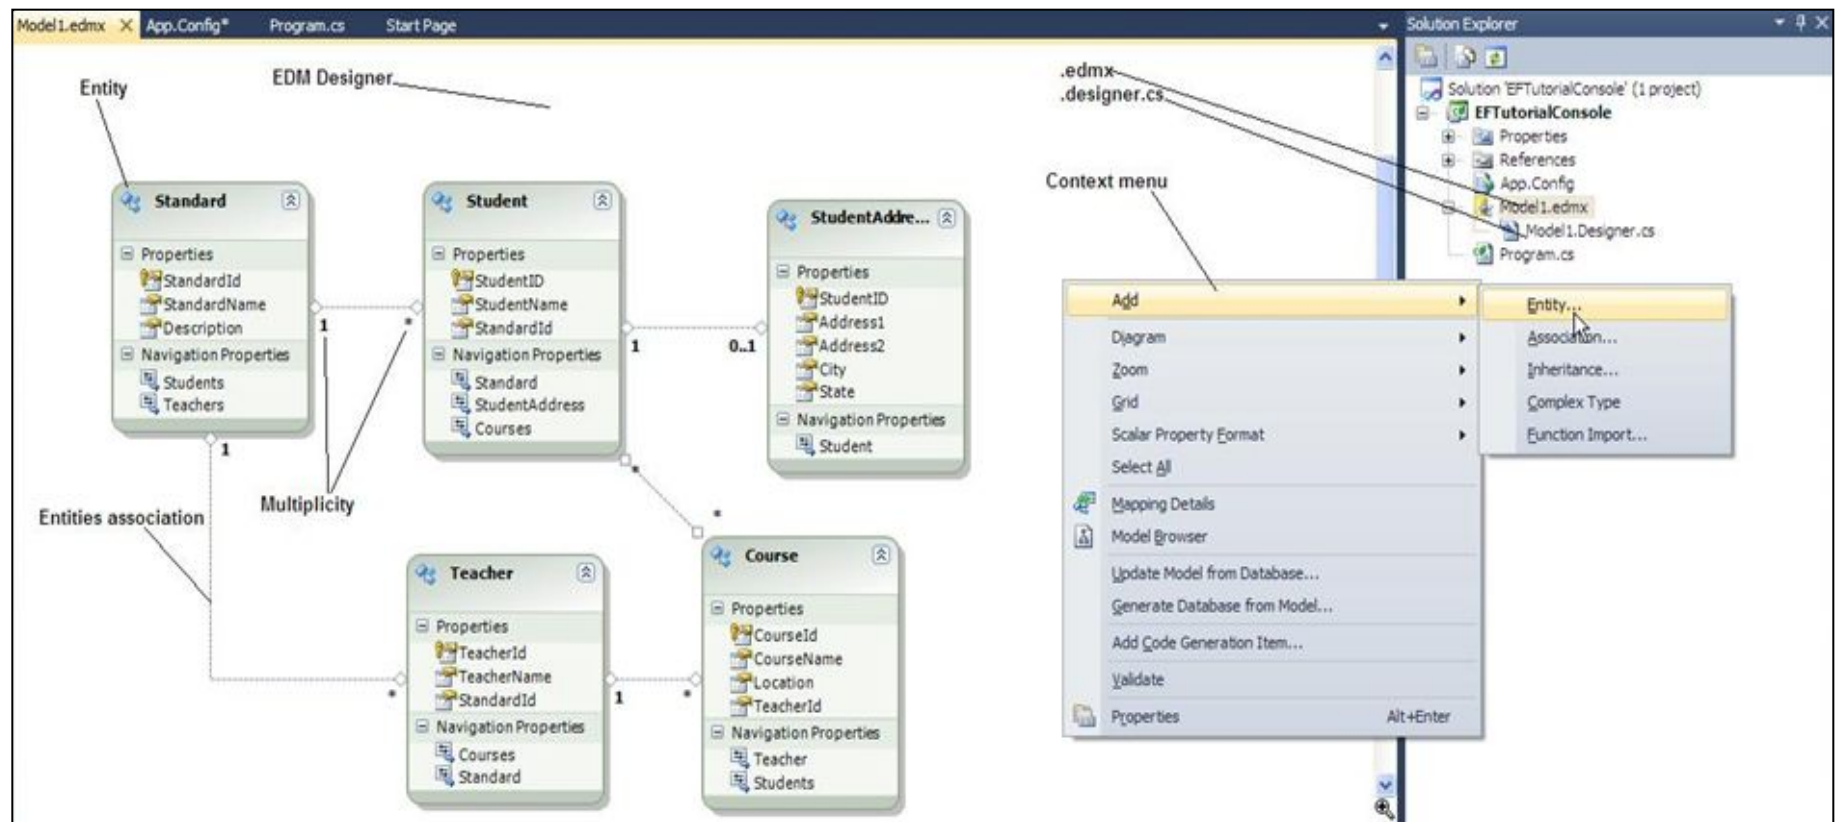 Model1.edmx
App.Config*
Program.cs
Start Page
Entity
EDM Designer
Standard
Properties
StandardId
StandardName
Description
Navigation Properties
Students
Teachers
1
*
Multiplicity
Entities association
1
Student
Properties
StudentID
StudentName
StandardId
Navigation Properties
Standard
StudentAddress
Courses
1
0..1
*
*
StudentAddre...
Properties
StudentID
Address1
Address2
City
State
Navigation Properties
Student
Teacher
Properties
TeacherId
TeacherName
StandardId
Navigation Properties
Courses
Standard
*
1
*
Course
Properties
CourseId
CourseName
Location
TeacherId
Navigation Properties
Teacher
Students
.edmx
.designer.cs
Context menu
Add
Diagram
Zoom
Grid
Scalar Property Format
Select All
Mapping Details
Model Browser
Update Model from Database...
Generate Database from Model...
Add Code Generation Item...
Validate
Properties Alt+Enter
Entity...
Association...
Inheritance...
Complex Type
Function Import...
Solution Explorer
Solution 'EFTutorialConsole' (1 project)
EFTutorialConsole
Properties
References
App.Config
Model1.edmx
Model1.Designer.cs
Program.cs